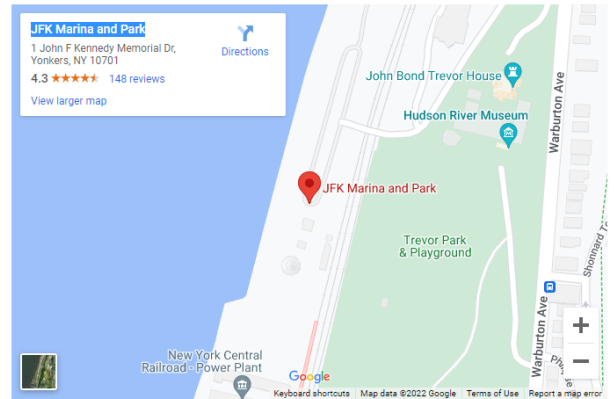 JFK Marina and Park
1 John F Kennedy Memorial Dr,
Yonkers, NY 10701
4.3
148 reviews
View larger map
Directions
John Bond Trevor House
Hudson River Museum
Warburton Ave
JFK Marina and Park
Trevor Park
& Playground
Warburton Ave
New York Central
Railroad - Power Plant
Google
Keyboard shortcuts
Map data ©2022 Google
Terms of Use
Report a map error